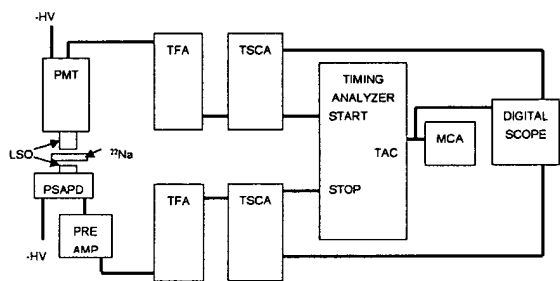 -HV
PMT
TFA
TSCA
TIMING
ANALYZER
START
TAC
STOP
MCA
DIGITAL
SCOPE
LSO
²²Na
PSAPD
-HV
PRE
AMP
TFA
TSCA